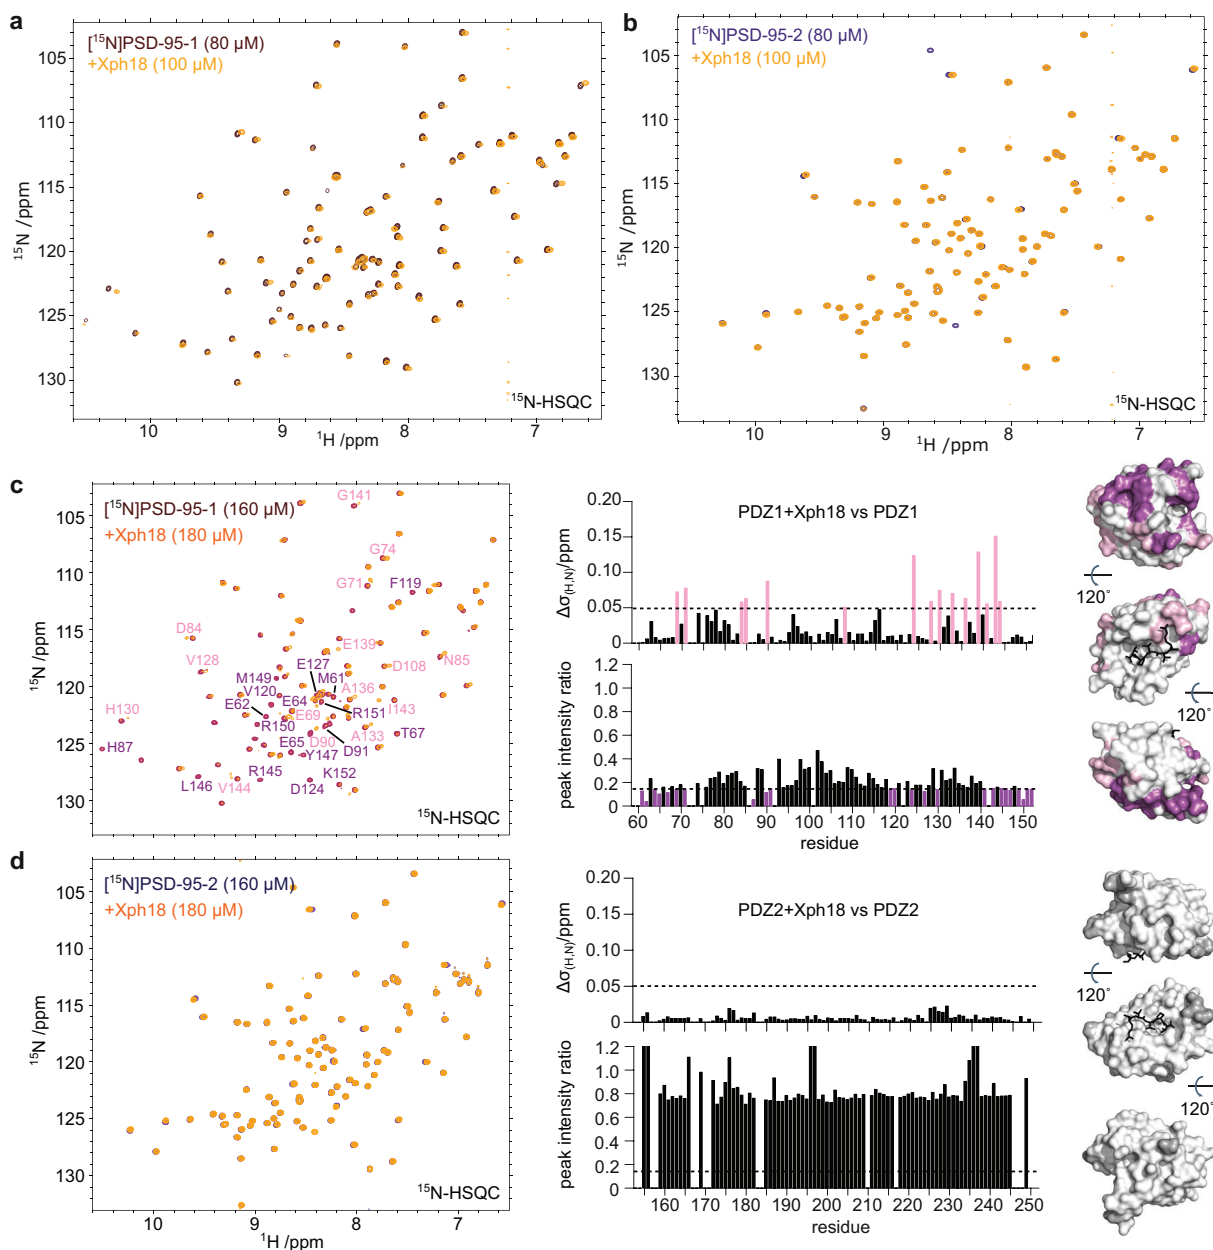 a
[¹⁵N]PSD-95-1 (80 µM)
+Xph18 (100 µM)
105
110
115
120
125
130
¹⁵N /ppm
10
9
8
7
¹H /ppm
¹⁵N-HSQC
b
[¹⁵N]PSD-95-2 (80 µM)
+Xph18 (100 µM)
105
110
115
120
125
130
¹⁵N /ppm
10
9
8
7
¹H /ppm
¹⁵N-HSQC
c
[¹⁵N]PSD-95-1 (160 µM)
+Xph18 (180 µM)
G141
G74
G71
F119
D84
V128
E139
N85
M149
E127
M61
D108
V120
A136
H130
E62
E64
E69
R151
I143
R150
H87
E65
D90
A133
D91
T67
R145
Y147
L146
V144
D124
K152
105
110
115
120
125
130
¹⁵N /ppm
¹⁵N-HSQC
PDZ1+Xph18 vs PDZ1
0.20
0.15
0.10
0.05
0
Δσ(H,N)/ppm
1.2
1
0.8
0.6
0.4
0.2
0
peak intensity ratio
60 70 80 90 100 110 120 130 140 150
residue
120°
120°
d
[¹⁵N]PSD-95-2 (160 µM)
+Xph18 (180 µM)
105
110
115
120
125
130
¹⁵N /ppm
10
9
8
7
¹H /ppm
¹⁵N-HSQC
PDZ2+Xph18 vs PDZ2
0.20
0.15
0.10
0.05
0
Δσ(H,N)/ppm
1.2
1
0.8
0.6
0.4
0.2
0
peak intensity ratio
160 170 180 190 200 210 220 230 240 250
residue
120°
120°